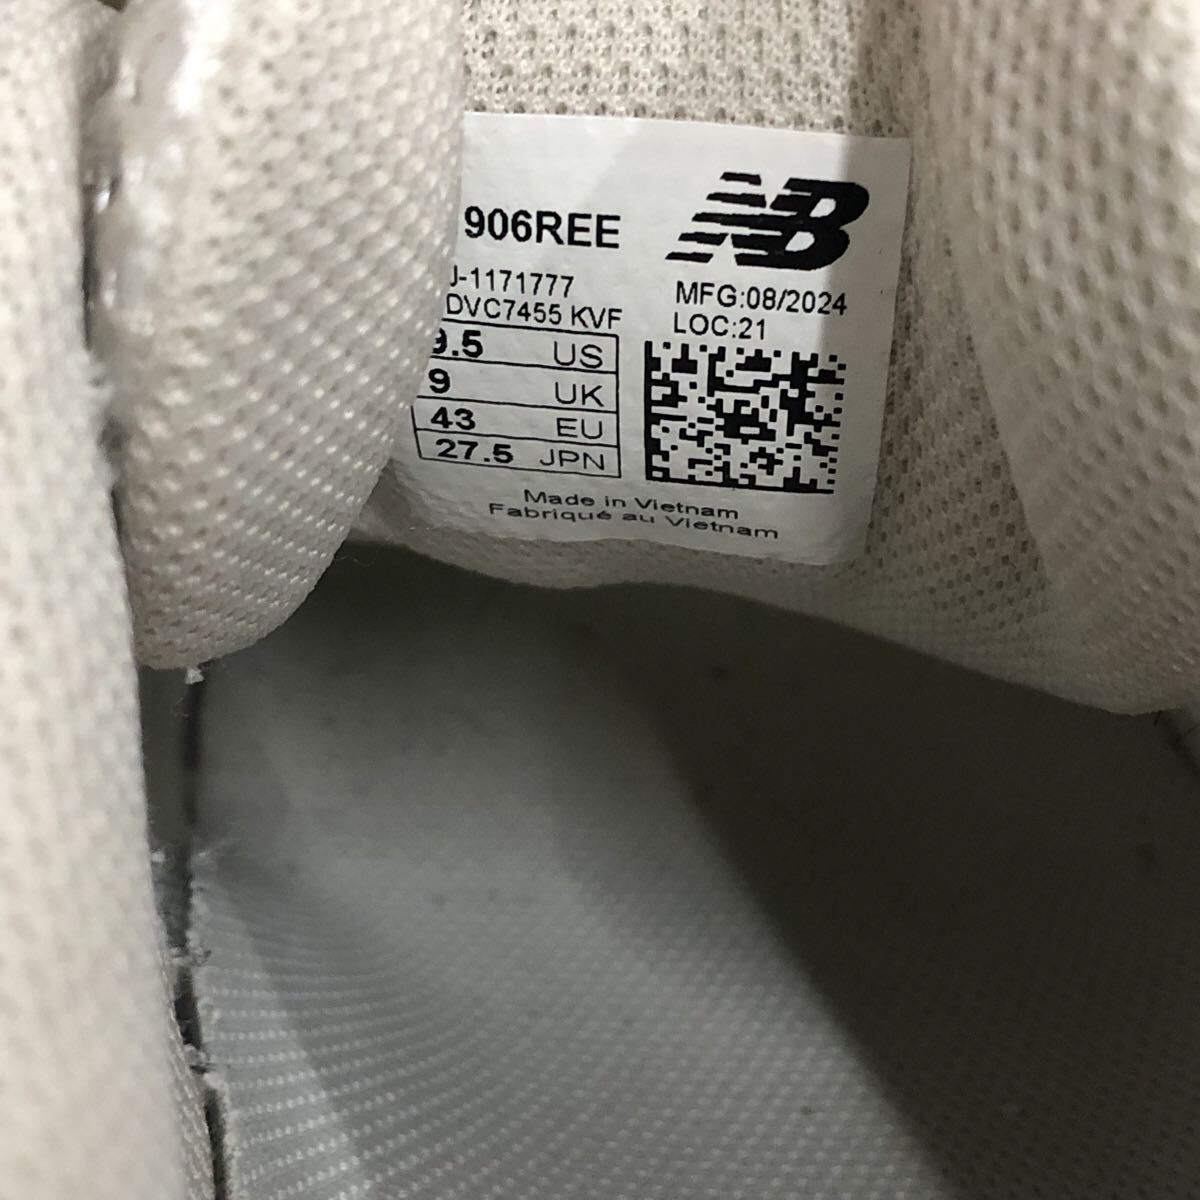 906REE
NB
J-1171777
DVC7455 KVF
MFG:08/2024
LOC:21
9.5 US
9 UK
43 EU
27.5 JPN
Made in Vietnam
Fabriqué au Vietnam